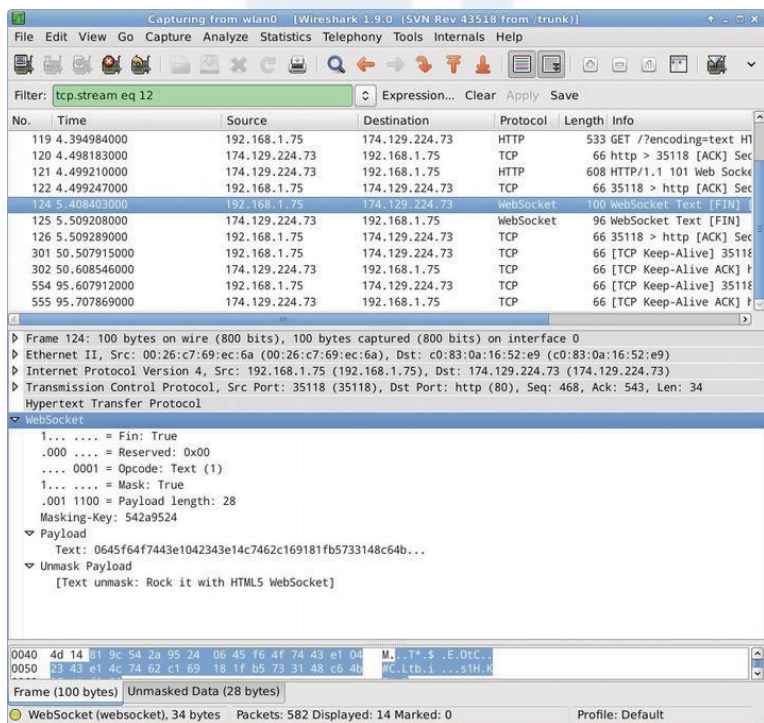 Capturing from wlan0 [Wireshark 1.9.0 (SVN Rev 43518 from /trunk)]
File Edit View Go Capture Analyze Statistics Telephony Tools Internals Help
Filter: tcp.stream eq 12 Expression... Clear Apply Save
No. Time Source Destination Protocol Length Info
119 4.394984000 192.168.1.75 174.129.224.73 HTTP 533 GET /?encoding=text HT
120 4.498183000 174.129.224.73 192.168.1.75 TCP 66 http > 35118 [ACK] Sec
121 4.499210000 174.129.224.73 192.168.1.75 HTTP 608 HTTP/1.1 101 Web Socke
122 4.499247000 192.168.1.75 174.129.224.73 TCP 66 35118 > http [ACK] Sec
124 5.408403000 192.168.1.75 174.129.224.73 WebSocket 100 WebSocket Text [FIN] [
125 5.509208000 174.129.224.73 192.168.1.75 WebSocket 96 WebSocket Text [FIN]
126 5.509289000 192.168.1.75 174.129.224.73 TCP 66 35118 > http [ACK] Sec
301 50.507915000 192.168.1.75 174.129.224.73 TCP 66 [TCP Keep-Alive] 35118
302 50.608546000 174.129.224.73 192.168.1.75 TCP 66 [TCP Keep-Alive ACK] h
554 95.607912000 192.168.1.75 174.129.224.73 TCP 66 [TCP Keep-Alive] 35118
555 95.707869000 174.129.224.73 192.168.1.75 TCP 66 [TCP Keep-Alive ACK] h
Frame 124: 100 bytes on wire (800 bits), 100 bytes captured (800 bits) on interface 0
Ethernet II, Src: 00:26:c7:69:ec:6a (00:26:c7:69:ec:6a), Dst: c0:83:0a:16:52:e9 (c0:83:0a:16:52:e9)
Internet Protocol Version 4, Src: 192.168.1.75 (192.168.1.75), Dst: 174.129.224.73 (174.129.224.73)
Transmission Control Protocol, Src Port: 35118 (35118), Dst Port: http (80), Seq: 468, Ack: 543, Len: 34
Hypertext Transfer Protocol
WebSocket
1... .... = Fin: True
.000 .... = Reserved: 0x00
.... 0001 = Opcode: Text (1)
1... .... = Mask: True
.001 1100 = Payload length: 28
Masking-Key: 542a9524
Payload
Text: 0645f64f7443e1042343e14c7462c169181fb5733148c64b...
Unmask Payload
[Text unmask: Rock it with HTML5 WebSocket]
0040 4d 14 81 9c 54 2a 95 24 06 45 f6 4f 74 43 e1 04 M...T*.$ .E.OtC..
0050 23 43 e1 4c 74 62 c1 69 18 1f b5 73 31 48 c6 4b #C.Ltb.i ...s1H.K
Frame (100 bytes) Unmasked Data (28 bytes)
WebSocket (websocket), 34 bytes Packets: 582 Displayed: 14 Marked: 0 Profile: Default